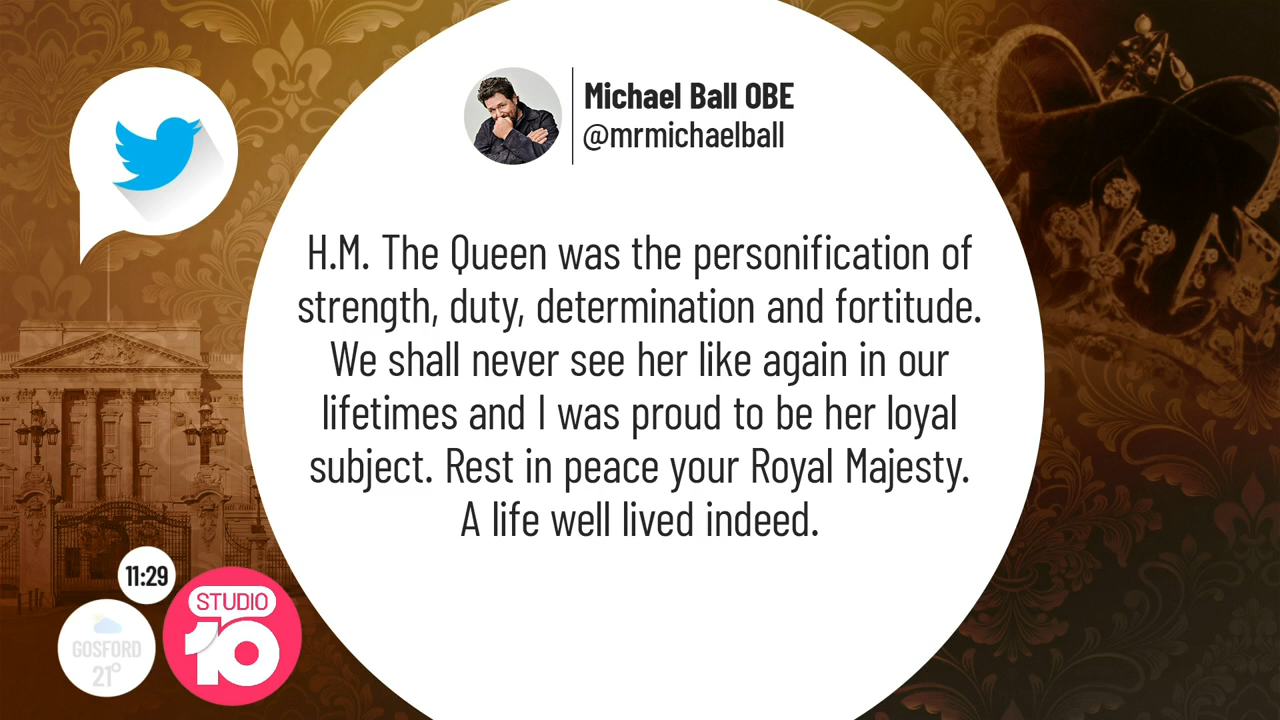 Michael Ball OBE
@mrmichaelball
H.M. The Queen was the personification of
strength, duty, determination and fortitude.
We shall never see her like again in our
lifetimes and I was proud to be her loyal
subject. Rest in peace your Royal Majesty.
A life well lived indeed.
11:29
STUDIO
10
GOSFORD
21°